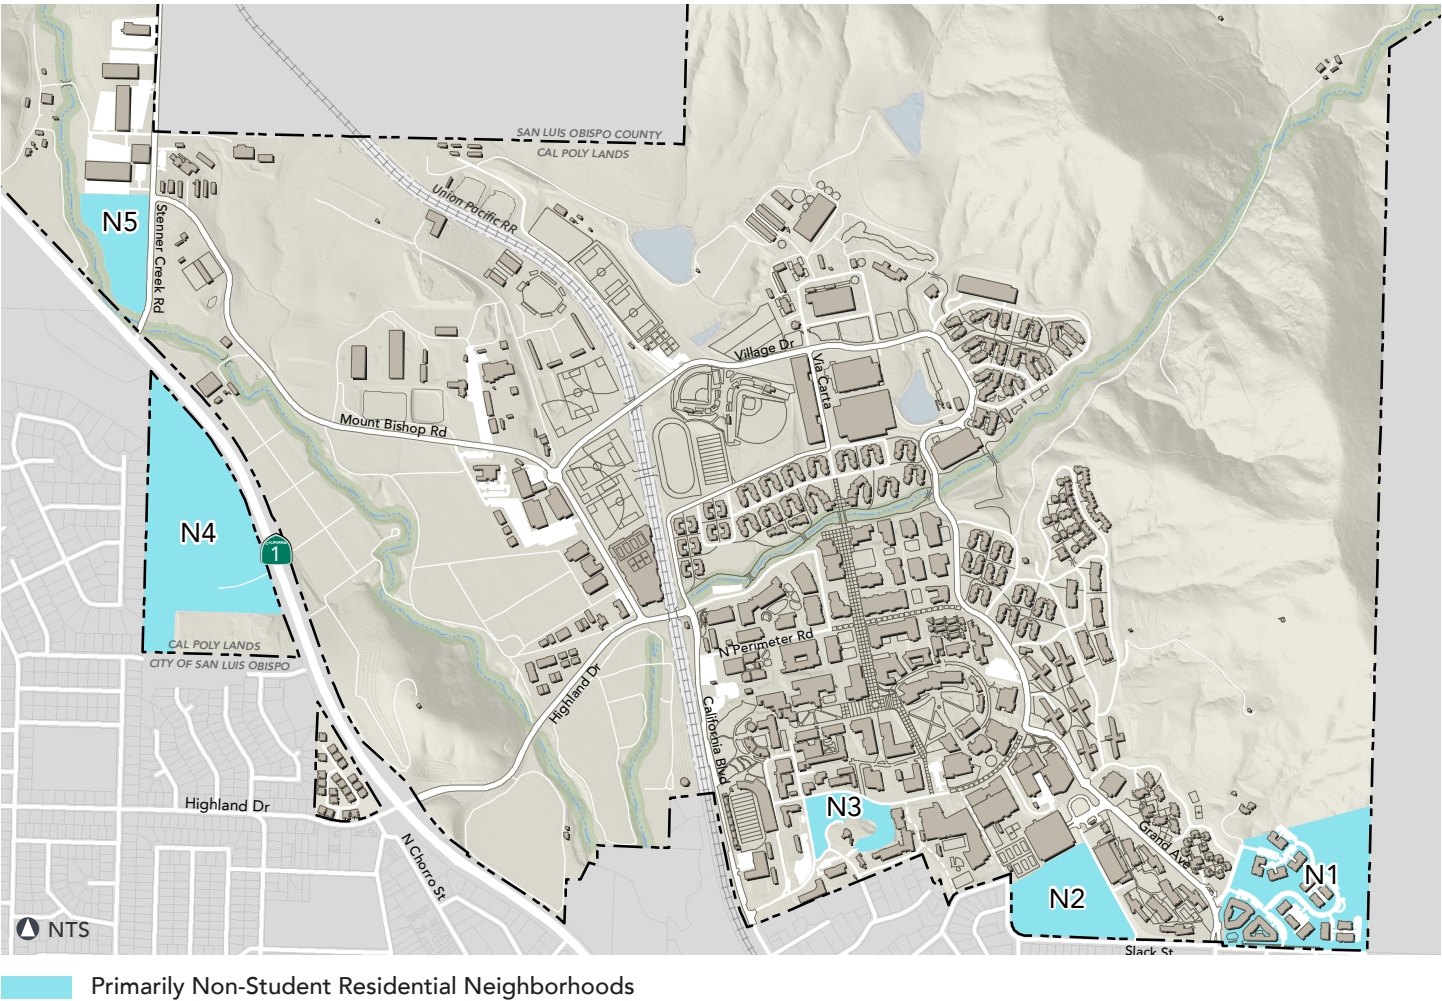 SAN LUIS OBISPO COUNTY
CAL POLY LANDS
Union Pacific RR
N5
Stenner Creek Rd
Village Dr
Via Carta
Mount Bishop Rd
N4
CALIFORNIA
1
CAL POLY LANDS
CITY OF SAN LUIS OBISPO
N Perimeter Rd
Highland Dr
California Blvd
Highland Dr
N3
N Chorro St
Grand Ave
N1
N2
NTS
Slack St
Primarily Non-Student Residential Neighborhoods